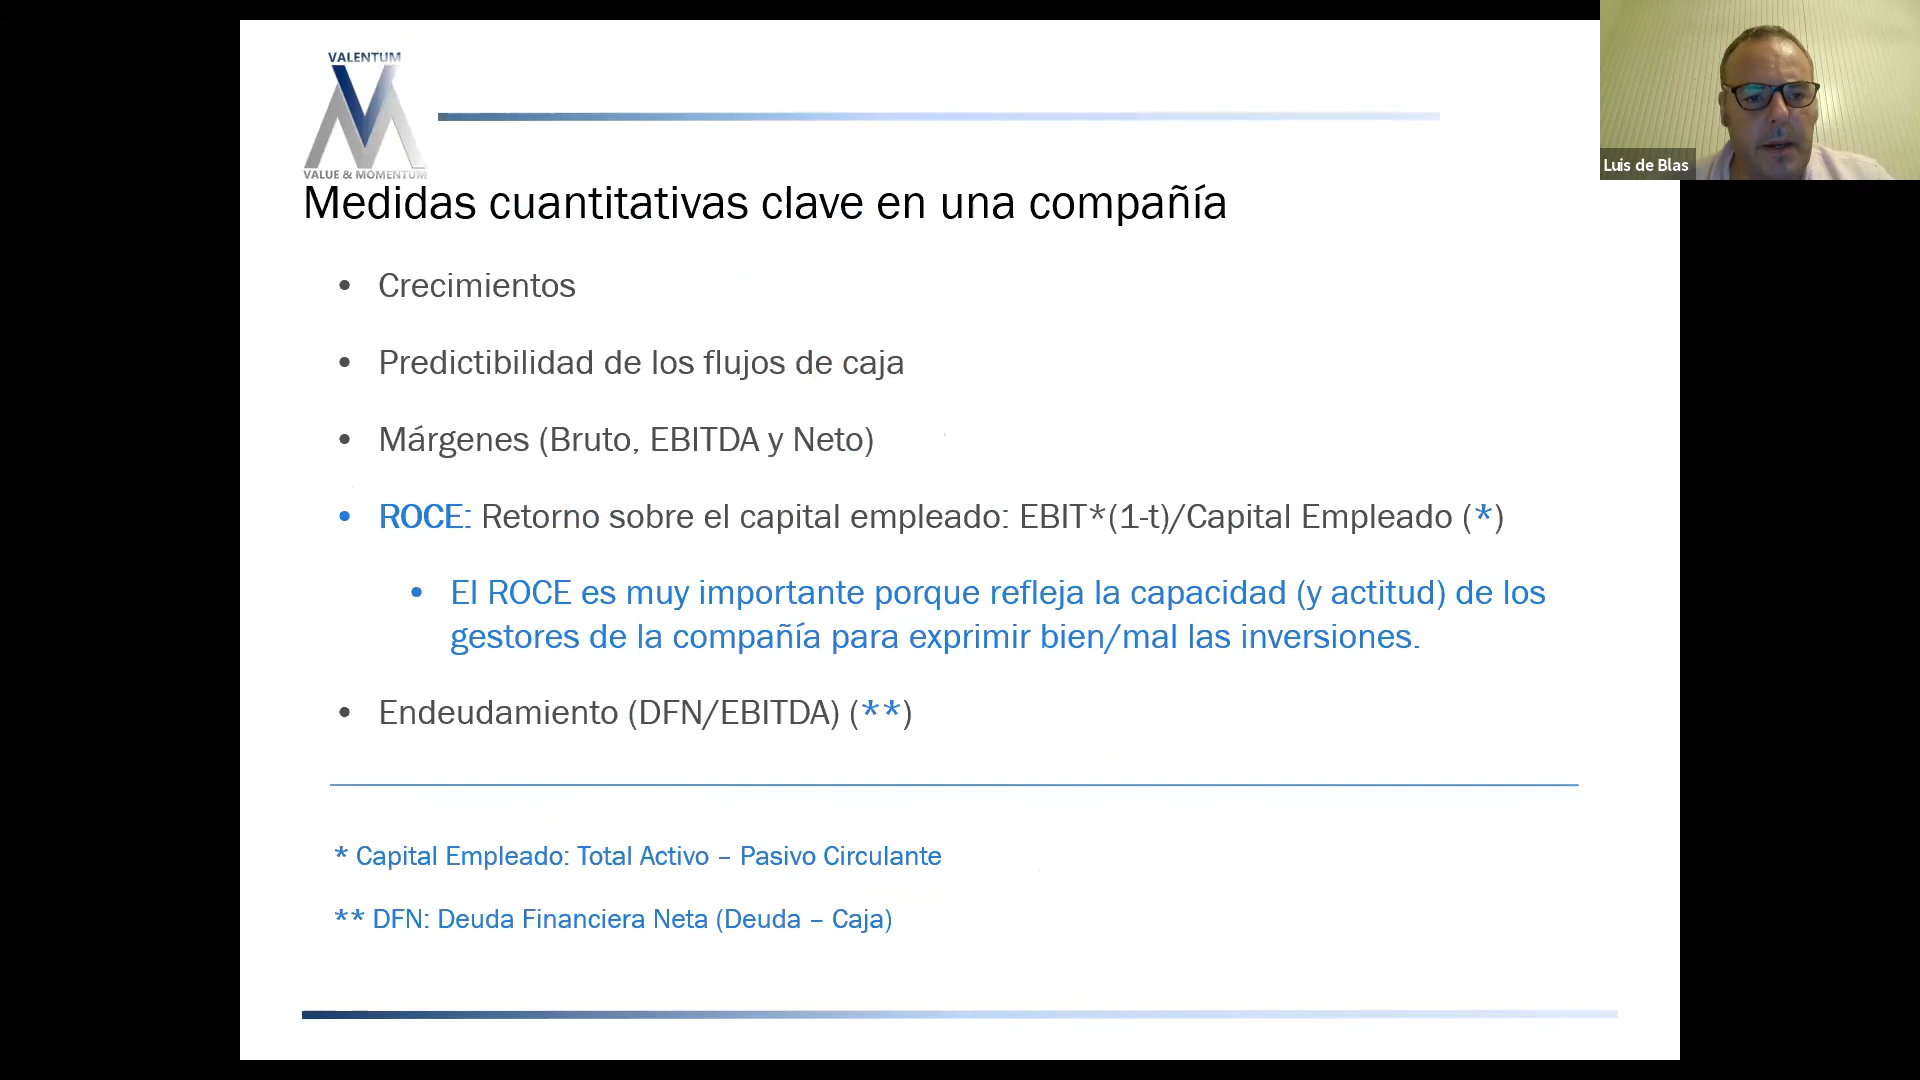 VALENTUM
VALUE & MOMENTUM
Luis de Blas
Medidas cuantitativas clave en una compañía
• Crecimientos
• Predictibilidad de los flujos de caja
• Márgenes (Bruto, EBITDA y Neto)
• ROCE: Retorno sobre el capital empleado: EBIT*(1-t)/Capital Empleado (*)
• El ROCE es muy importante porque refleja la capacidad (y actitud) de los
gestores de la compañía para exprimir bien/mal las inversiones.
• Endeudamiento (DFN/EBITDA) (**)
* Capital Empleado: Total Activo – Pasivo Circulante
** DFN: Deuda Financiera Neta (Deuda – Caja)